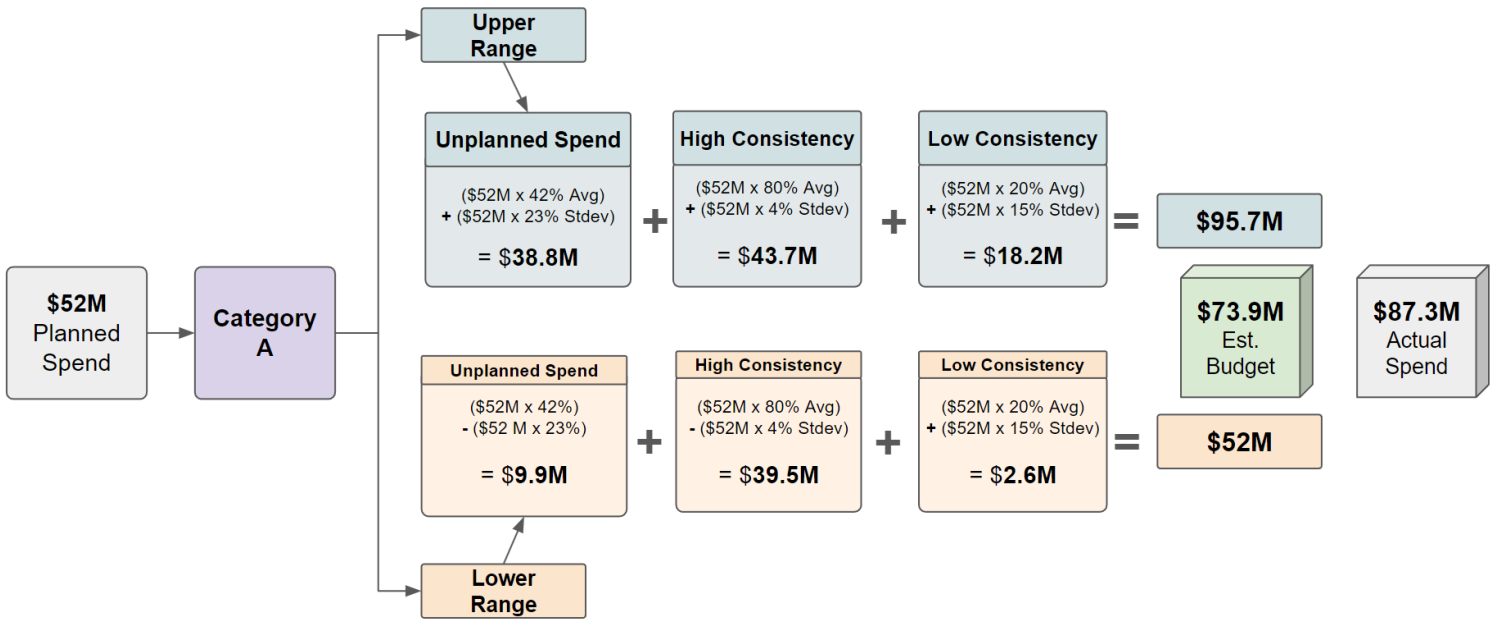 Upper
Range
Unplanned Spend
($52M x 42% Avg)
+ ($52M x 23% Stdev)
= $38.8M
+
High Consistency
($52M x 80% Avg)
+ ($52M x 4% Stdev)
= $43.7M
+
Low Consistency
($52M x 20% Avg)
+ ($52M x 15% Stdev)
= $18.2M
=
$95.7M
$52M
Planned
Spend
Category
A
$73.9M
Est.
Budget
$87.3M
Actual
Spend
Unplanned Spend
($52M x 42%)
- ($52 M x 23%)
= $9.9M
+
High Consistency
($52M x 80% Avg)
- ($52M x 4% Stdev)
= $39.5M
+
Low Consistency
($52M x 20% Avg)
+ ($52M x 15% Stdev)
= $2.6M
=
$52M
Lower
Range